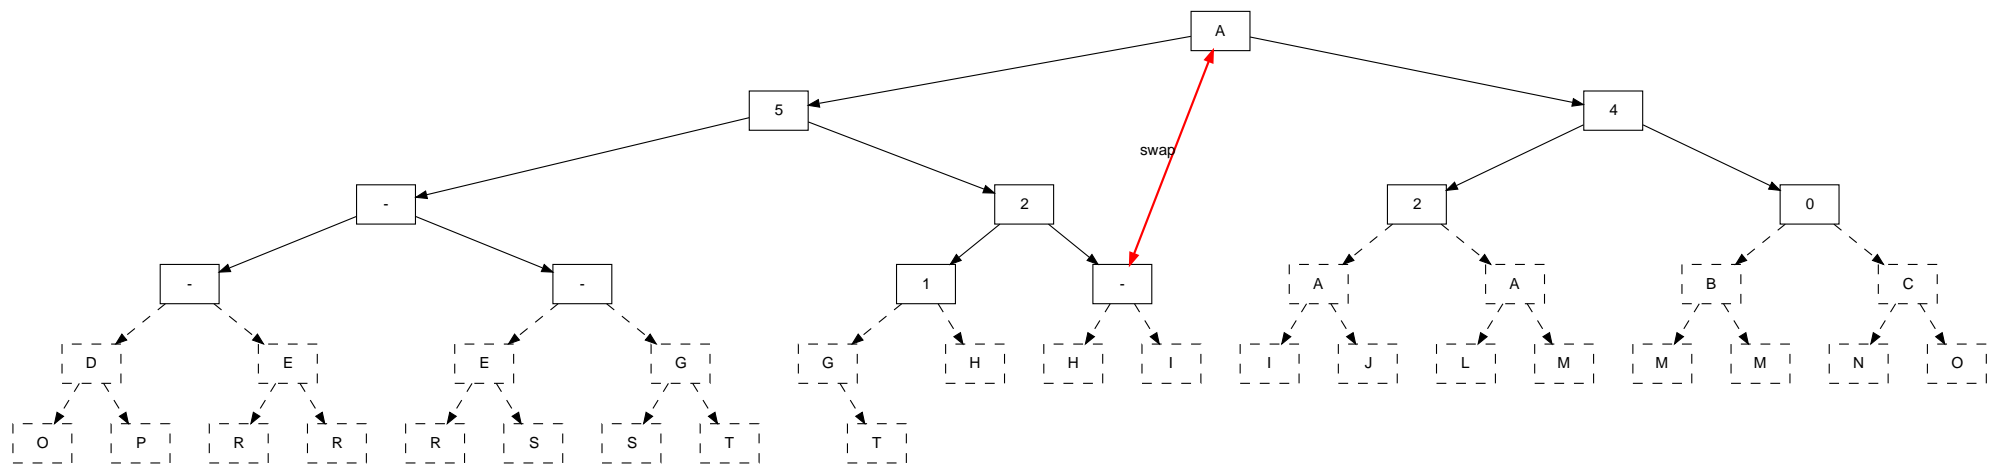 A
5 4
swap
- 2 2 0
- - 1 - A A B C
D E E G G H H I I J L M M M N O
O P R R R S S T T